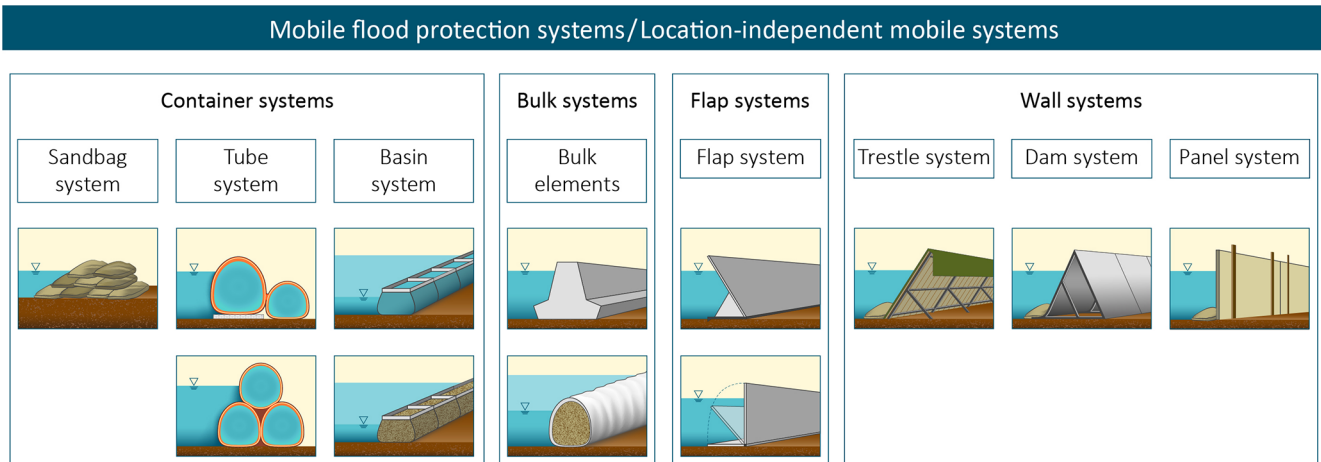 Mobile flood protection systems/Location-independent mobile systems
Container systems
Bulk systems
Flap systems
Wall systems
Sandbag
system
Tube
system
Basin
system
Bulk
elements
Flap system
Trestle system
Dam system
Panel system